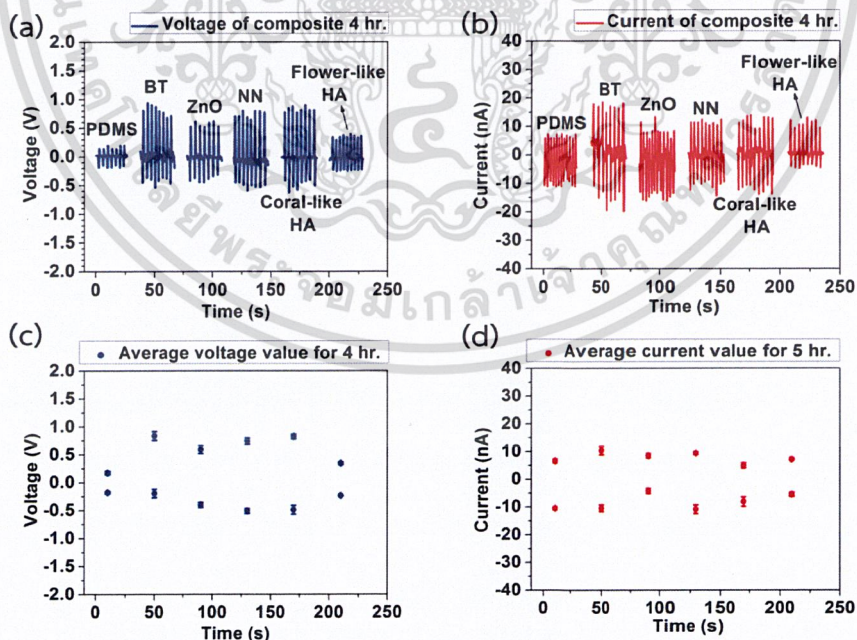 (a)
Voltage of composite 4 hr.
2.0
1.5
1.0
0.5
0.0
-0.5
-1.0
-1.5
-2.0
Voltage (V)
PDMS
BT
ZnO
NN
Flower-like
HA
Coral-like
HA
0 50 100 150 200 250
Time (s)
(b)
Current of composite 4 hr.
40
30
20
10
0
-10
-20
-30
-40
Current (nA)
PDMS
BT
ZnO
NN
Flower-like
HA
Coral-like
HA
0 50 100 150 200 250
Time (s)
(c)
Average voltage value for 4 hr.
2.0
1.5
1.0
0.5
0.0
-0.5
-1.0
-1.5
-2.0
Voltage (V)
0 50 100 150 200 250
Time (s)
(d)
Average current value for 5 hr.
40
30
20
10
0
-10
-20
-30
-40
Current (nA)
0 50 100 150 200 250
Time (s)